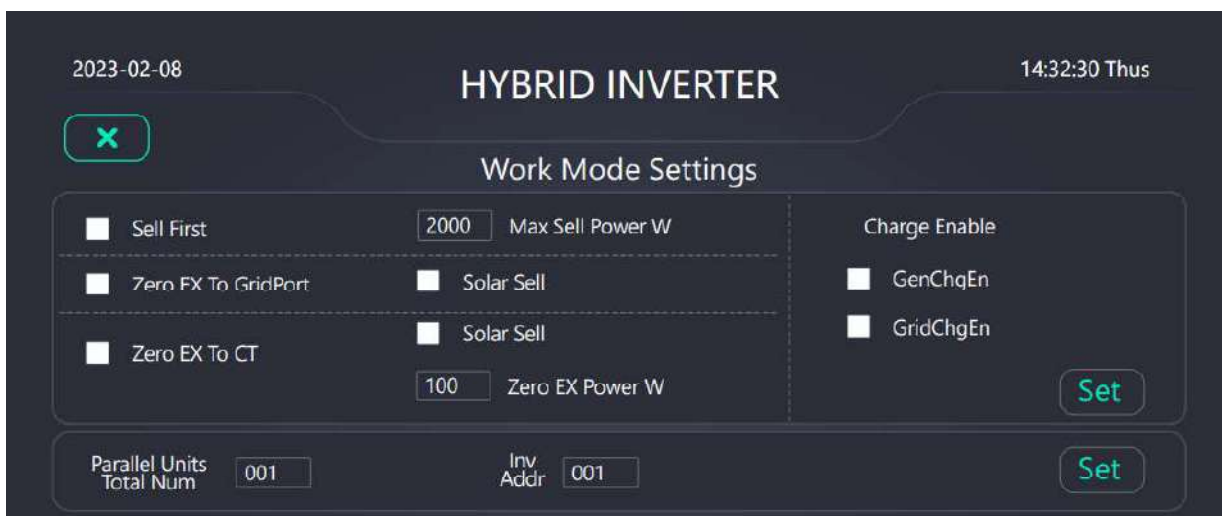 2023-02-08
HYBRID INVERTER
14:32:30 Thus
Work Mode Settings
Sell First
2000 Max Sell Power W
Charge Enable
Zero EX To GridPort
Solar Sell
GenChgEn
Solar Sell
GridChgEn
Zero EX To CT
100 Zero EX Power W
Set
Parallel Units
Total Num
001
Inv
Addr
001
Set